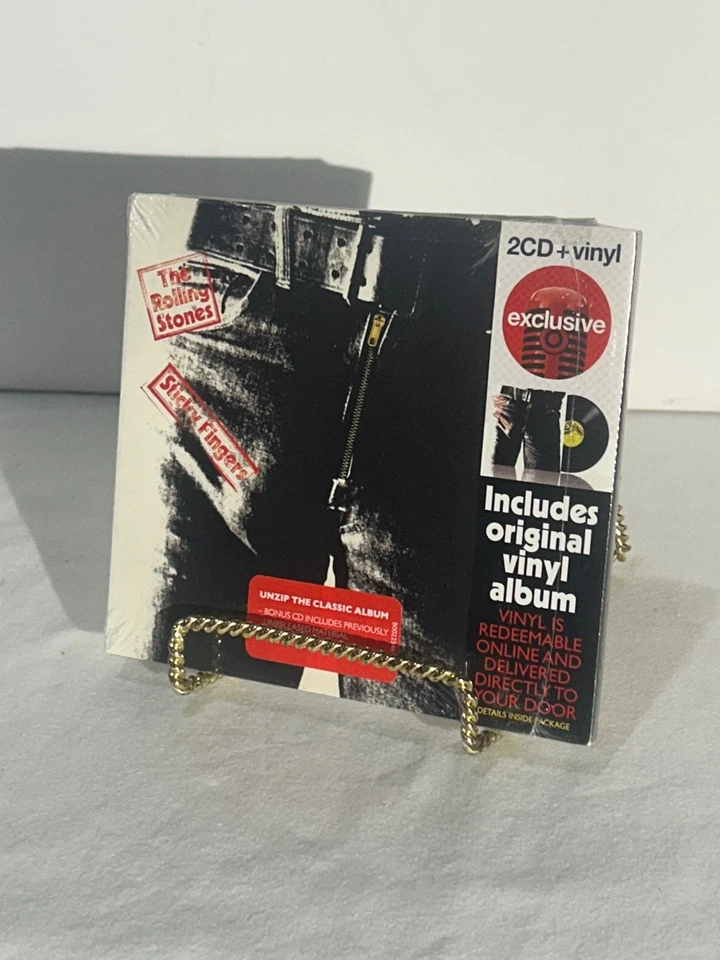 The
Rolling
Stones
Sticky Fingers
2CD+vinyl
exclusive
Includes
original
vinyl
album
VINYL IS
REDEEMABLE
ONLINE AND
DELIVERED
DIRECTLY TO
YOUR DOOR
DETAILS INSIDE PACKAGE
UNZIP THE CLASSIC ALBUM
– BONUS CD INCLUDES PREVIOUSLY
UNRELEASED MATERIAL